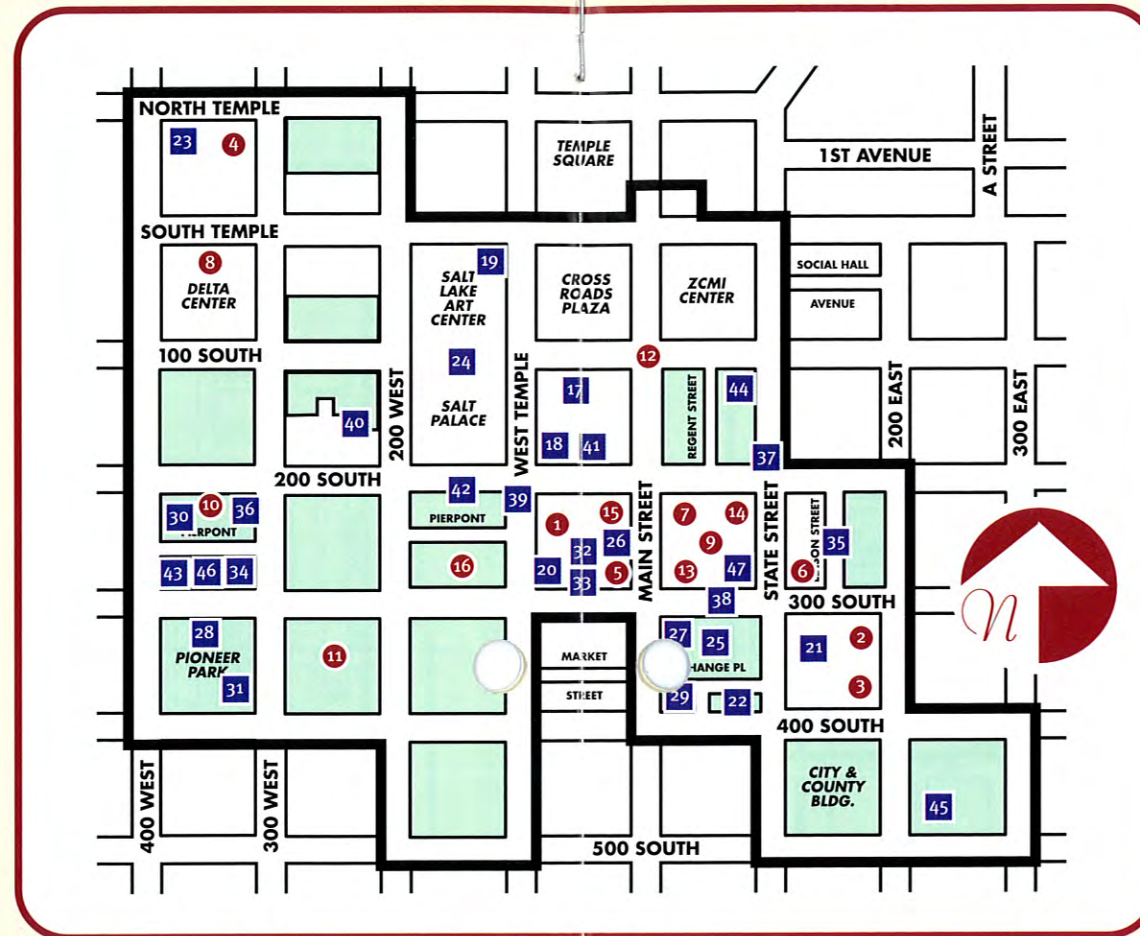 NORTH TEMPLE
23
4
TEMPLE
SQUARE
1ST AVENUE
A STREET
SOUTH TEMPLE
8
DELTA
CENTER
19
SALT
LAKE
ART
CENTER
CROSS
ROADS
PLAZA
ZCMI
CENTER
SOCIAL HALL
AVENUE
100 SOUTH
12
24
SALT
PALACE
200 WEST
WEST TEMPLE
17
18
41
REGENT STREET
44
200 EAST
300 EAST
40
37
200 SOUTH
42
PIERPONT
39
10
30
36
PIERPONT
1
15
32
26
20
33
5
MAIN STREET
7
14
9
13
47
STATE STREET
35
6
43
46
34
16
38
300 SOUTH
N
28
PIONEER
PARK
31
11
MARKET
STREET
27
25
HANGE PL
29
22
21
2
3
400 SOUTH
CITY &
COUNTY
BLDG.
45
400 WEST
300 WEST
500 SOUTH